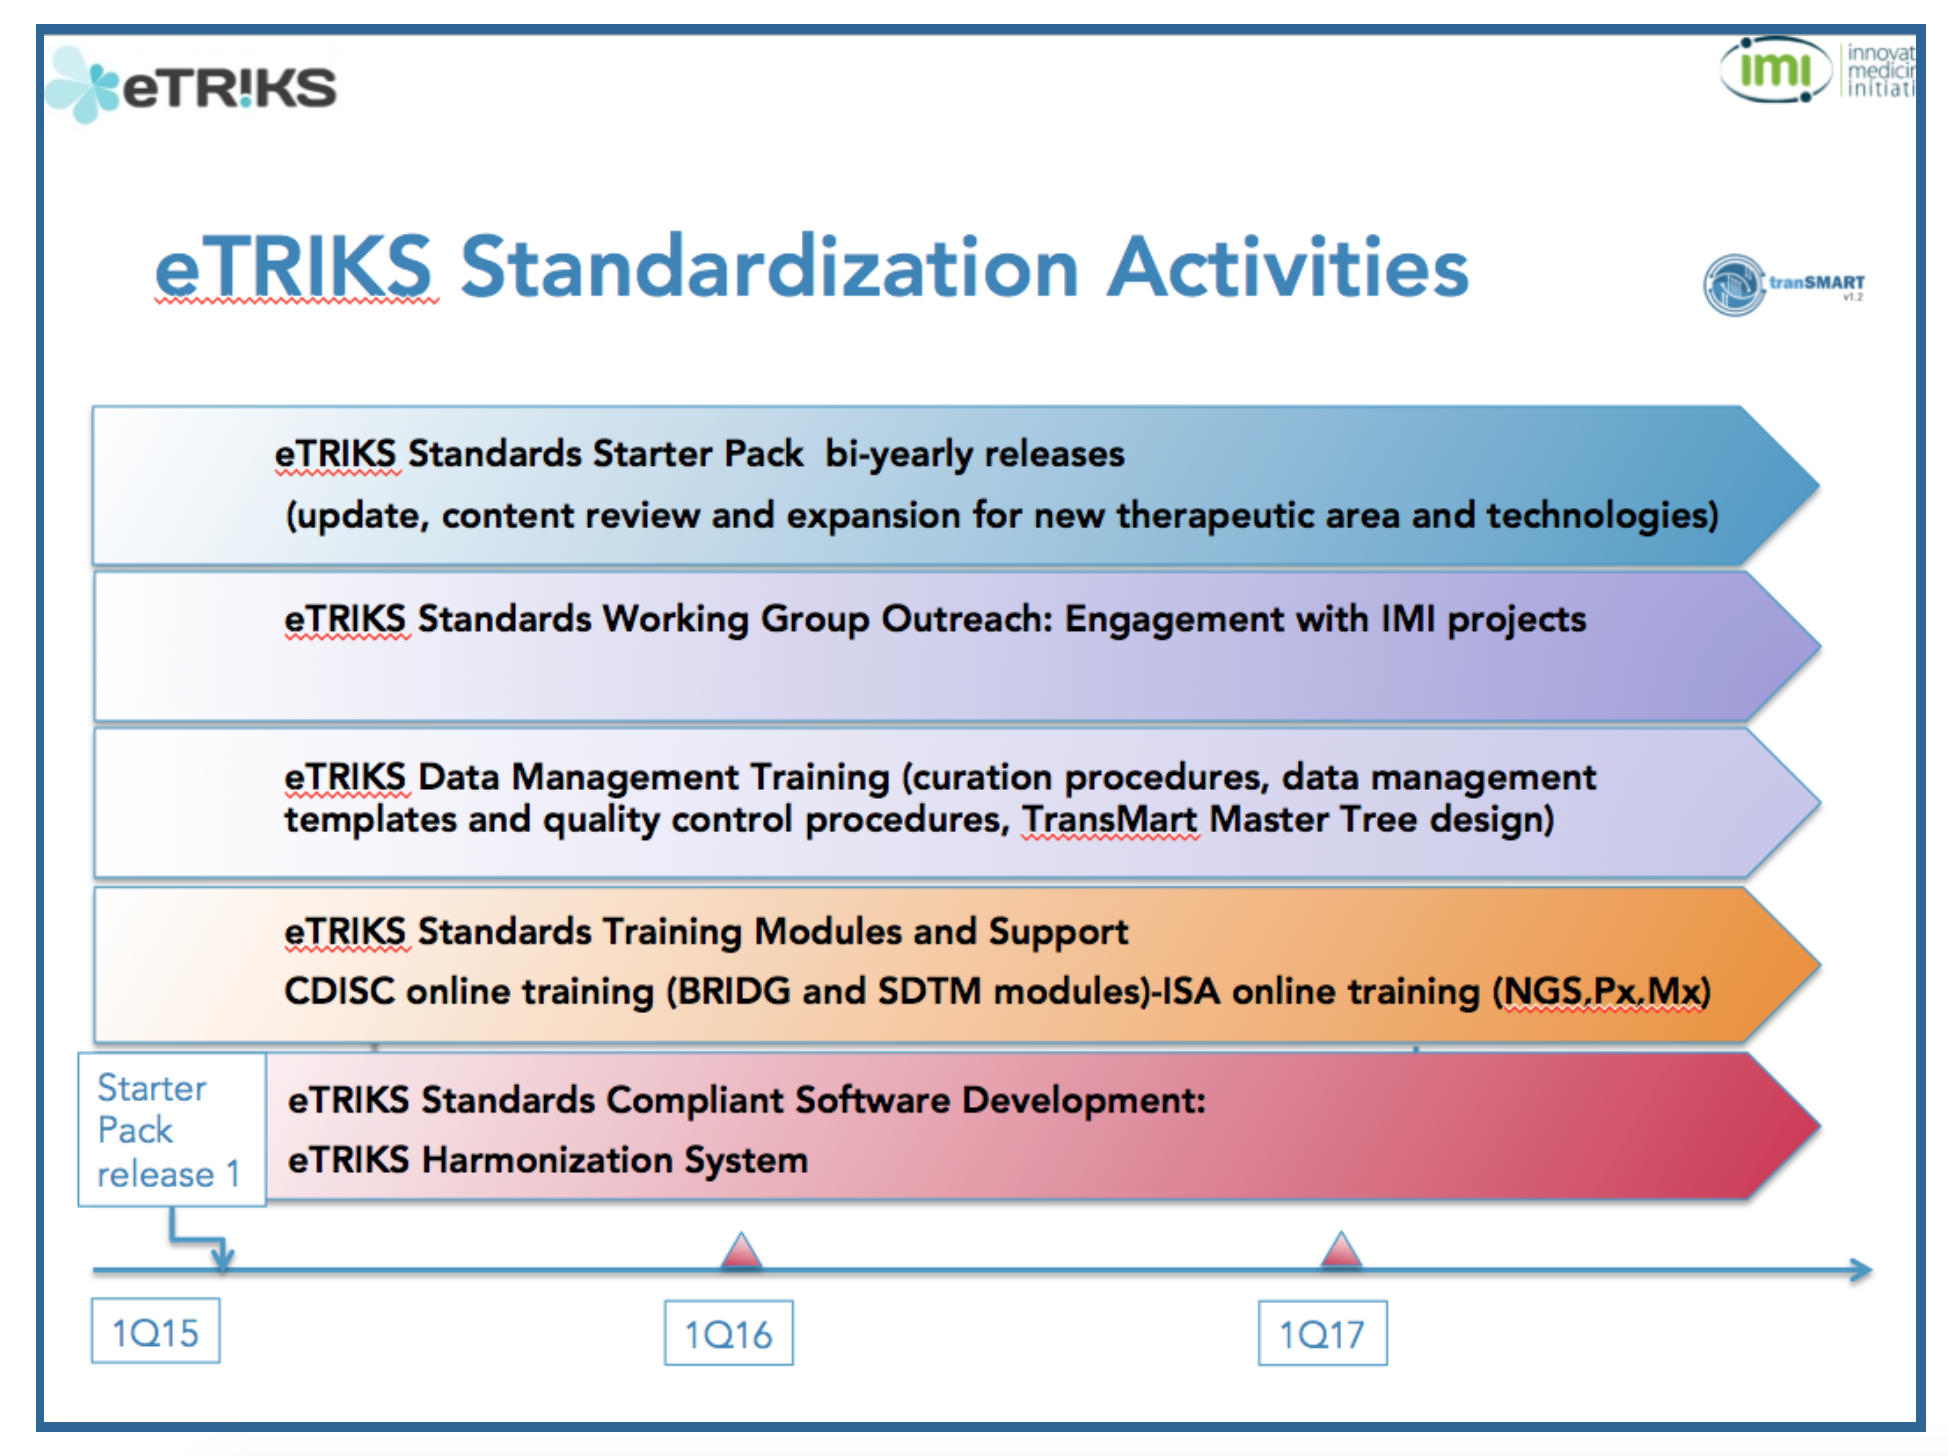 eTR!KS
imi
innovat
medicir
initiati
eTRIKS Standardization Activities
tranSMART
v1.2
eTRIKS Standards Starter Pack  bi-yearly releases
(update, content review and expansion for new therapeutic area and technologies)
eTRIKS Standards Working Group Outreach: Engagement with IMI projects
eTRIKS Data Management Training (curation procedures, data management
templates and quality control procedures, TransMart Master Tree design)
eTRIKS Standards Training Modules and Support
CDISC online training (BRIDG and SDTM modules)-ISA online training (NGS,Px,Mx)
Starter
Pack
release 1
eTRIKS Standards Compliant Software Development:
eTRIKS Harmonization System
1Q15
1Q16
1Q17